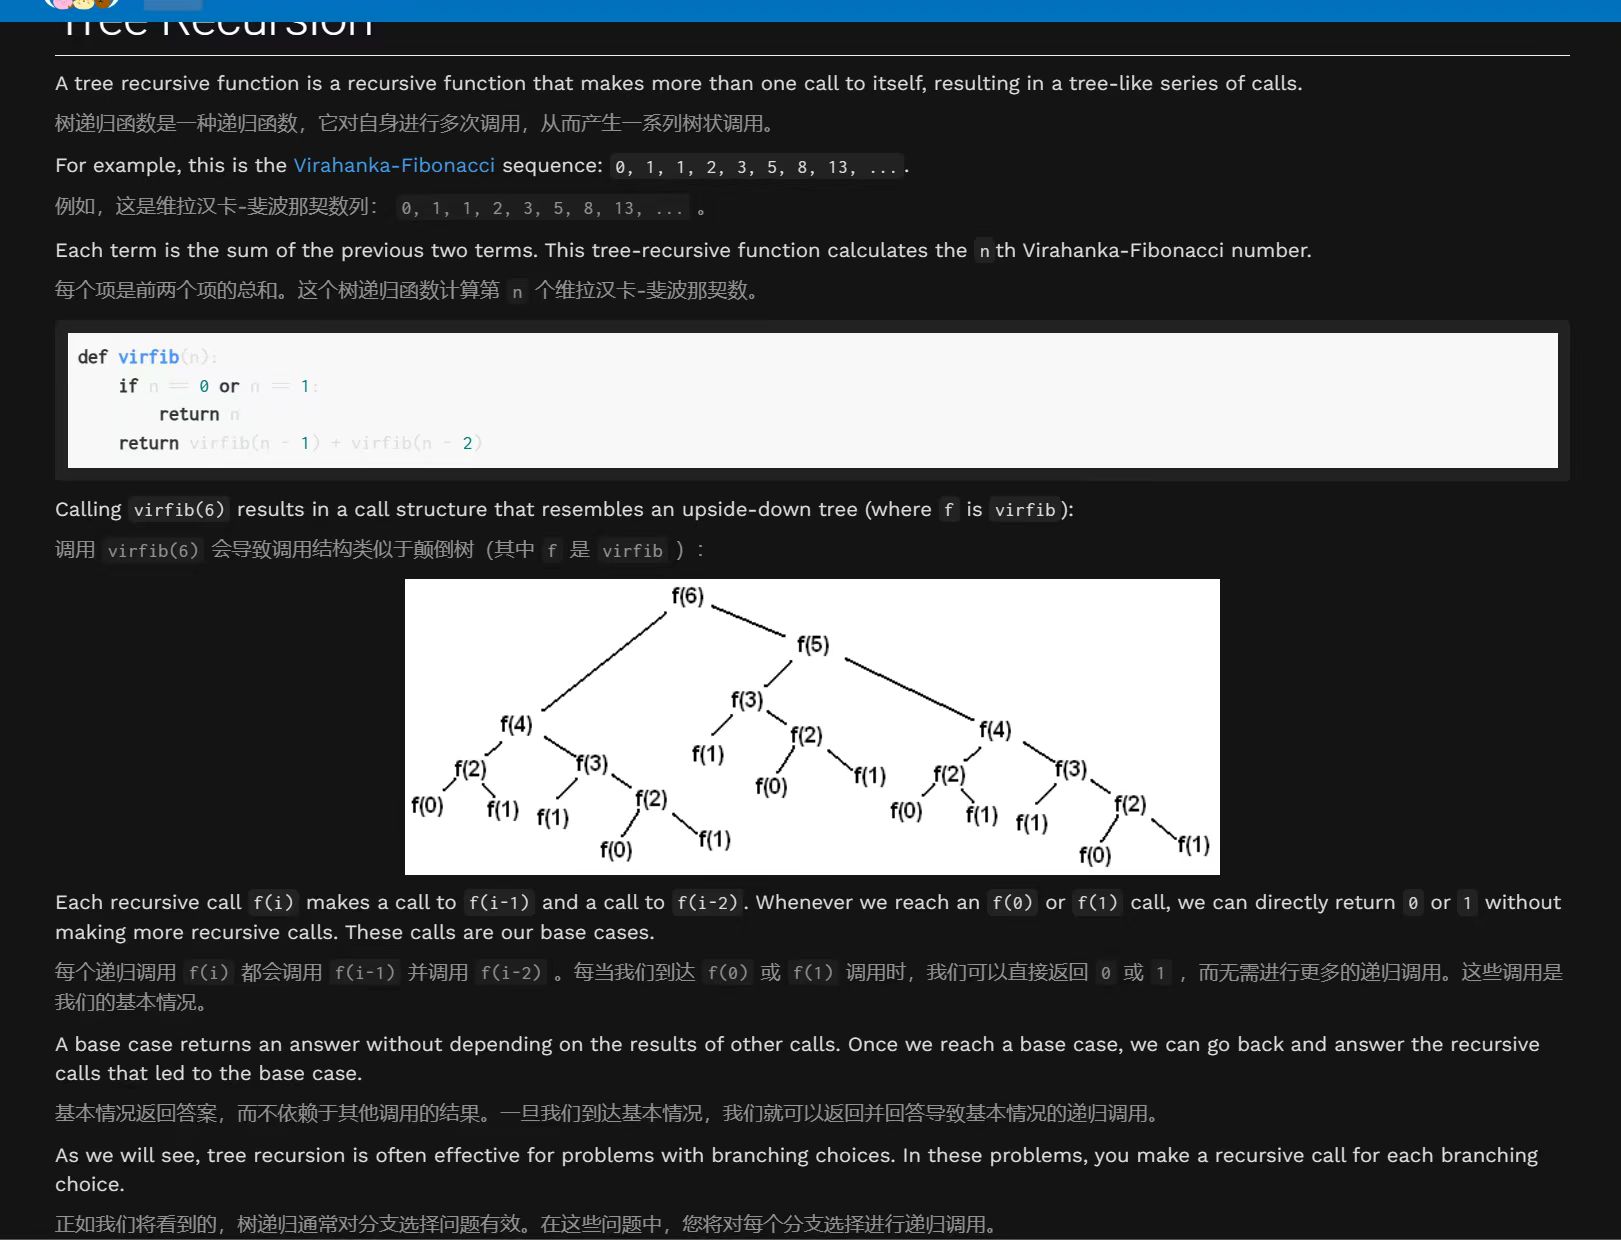 Tree Recursion
A tree recursive function is a recursive function that makes more than one call to itself, resulting in a tree-like series of calls.
树递归函数是一种递归函数，它对自身进行多次调用，从而产生一系列树状调用。
For example, this is the Virahanka-Fibonacci sequence: 0, 1, 1, 2, 3, 5, 8, 13, ... .
例如，这是维拉汉卡-斐波那契数列： 0, 1, 1, 2, 3, 5, 8, 13, ... 。
Each term is the sum of the previous two terms. This tree-recursive function calculates the n th Virahanka-Fibonacci number.
每个项是前两个项的总和。这个树递归函数计算第 n 个维拉汉卡-斐波那契数。
def virfib(n):
    if n == 0 or n == 1:
        return n
    return virfib(n - 1) + virfib(n - 2)
Calling virfib(6) results in a call structure that resembles an upside-down tree (where f is virfib ):
调用 virfib(6) 会导致调用结构类似于颠倒树（其中 f 是 virfib ）：
f(6)
f(5)
f(3)
f(4) f(2) f(4)
f(1)
f(2) f(3) f(0) f(1) f(2) f(3)
f(0) f(1) f(1) f(2) f(0) f(1) f(1) f(2)
f(0) f(1) f(0) f(1)
Each recursive call f(i) makes a call to f(i-1) and a call to f(i-2) . Whenever we reach an f(0) or f(1) call, we can directly return 0 or 1 without
making more recursive calls. These calls are our base cases.
每个递归调用 f(i) 都会调用 f(i-1) 并调用 f(i-2) 。每当我们到达 f(0) 或 f(1) 调用时，我们可以直接返回 0 或 1 ，而无需进行更多的递归调用。这些调用是
我们的基本情况。
A base case returns an answer without depending on the results of other calls. Once we reach a base case, we can go back and answer the recursive
calls that led to the base case.
基本情况返回答案，而不依赖于其他调用的结果。一旦我们到达基本情况，我们就可以返回并回答导致基本情况的递归调用。
As we will see, tree recursion is often effective for problems with branching choices. In these problems, you make a recursive call for each branching
choice.
正如我们将看到的，树递归通常对分支选择问题有效。在这些问题中，您将对每个分支选择进行递归调用。